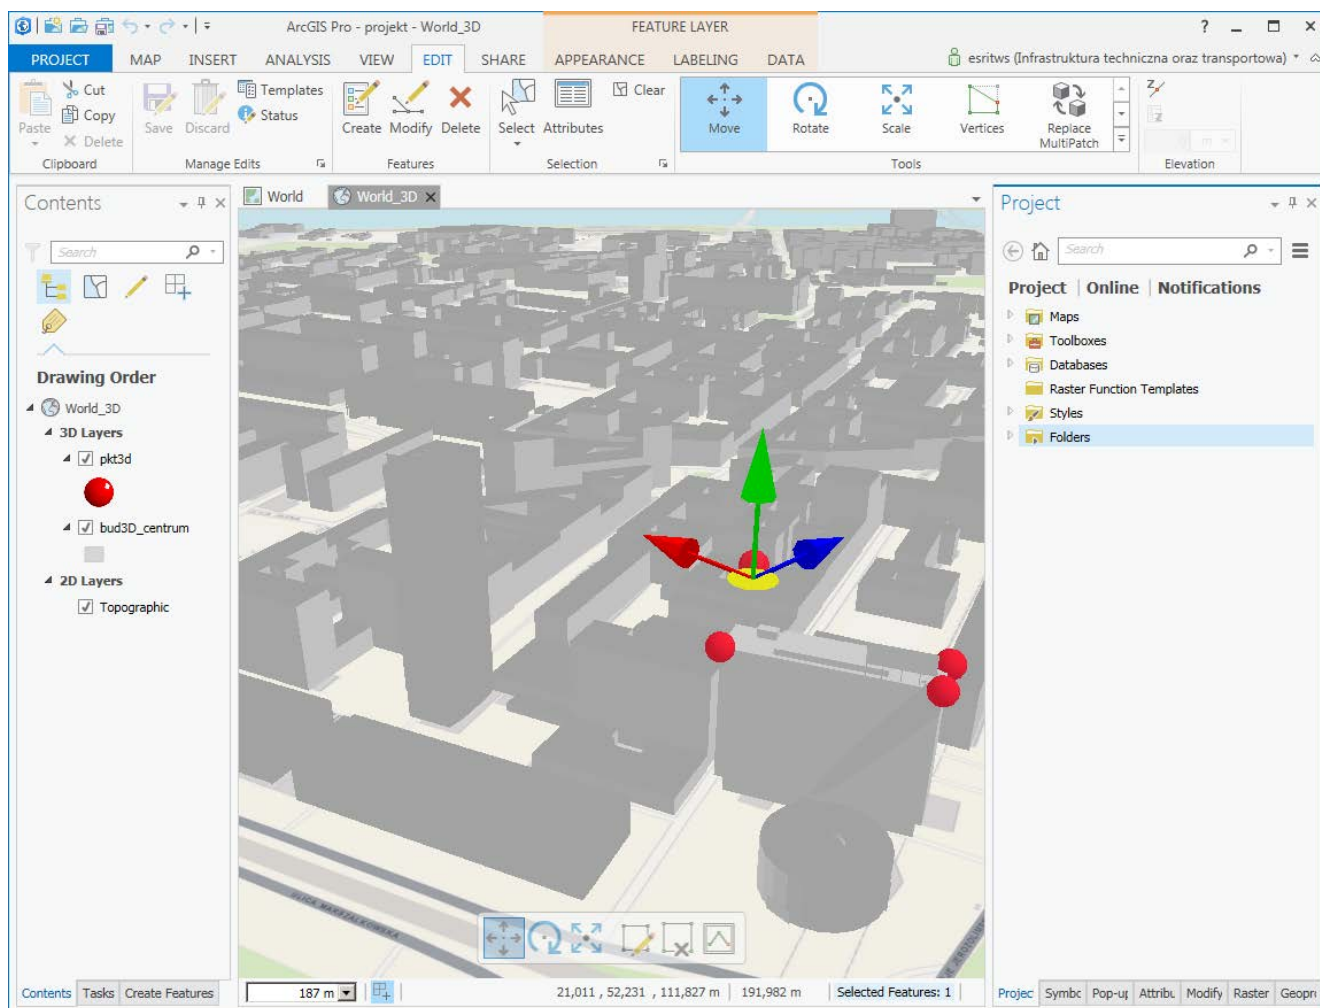 ArcGIS Pro - projekt - World_3D
FEATURE LAYER
?
PROJECT MAP INSERT ANALYSIS VIEW EDIT SHARE APPEARANCE LABELING DATA
esritws (Infrastruktura techniczna oraz transportowa)
Paste
Cut
Copy
Delete
Clipboard
Save
Discard
Templates
Status
Manage Edits
Create
Modify
Delete
Features
Select
Attributes
Clear
Selection
Move
Rotate
Scale
Vertices
Replace
MultiPatch
Tools
m
Elevation
Contents
Search
Drawing Order
World_3D
3D Layers
pkt3d
bud3D_centrum
2D Layers
Topographic
Contents Tasks Create Features
World
World_3D
ULICA MARSZAŁKOWSKA
187 m
21,011 , 52,231 , 111,827 m
191,982 m
Selected Features: 1
Project
Search
Project | Online | Notifications
Maps
Toolboxes
Databases
Raster Function Templates
Styles
Folders
Projec Symbc Pop-up Attribu Modify Raster Geopr